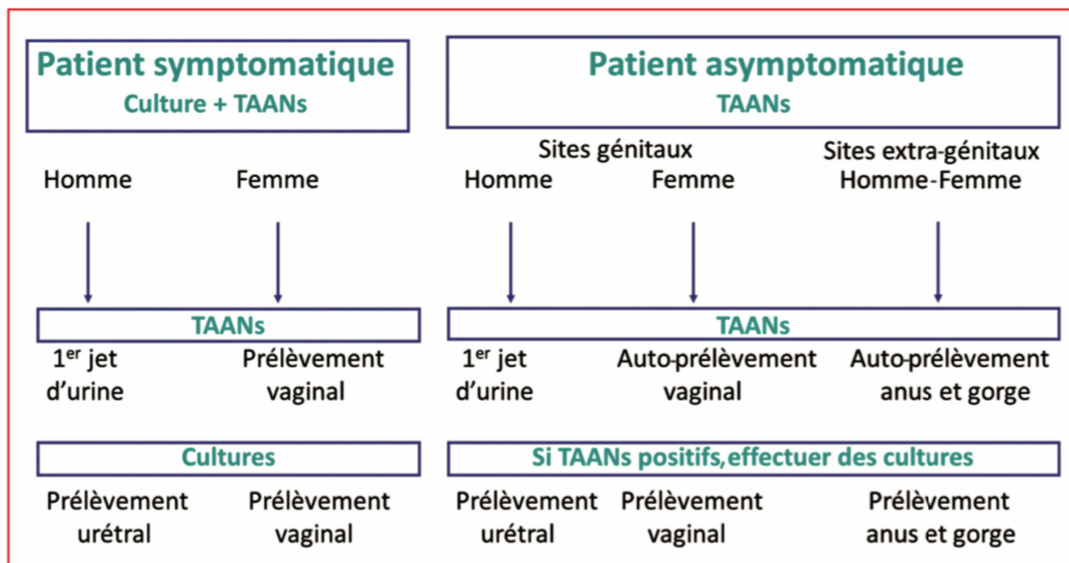 Patient symptomatique
Culture + TAANs
Homme
Femme
TAANs
1er jet
d'urine
Prélèvement
vaginal
Cultures
Prélèvement
urétral
Prélèvement
vaginal
Patient asymptomatique
TAANs
Sites génitaux
Homme
Femme
Sites extra-génitaux
Homme-Femme
TAANs
1er jet
d'urine
Auto-prélèvement
vaginal
Auto-prélèvement
anus et gorge
Si TAANs positifs,effectuer des cultures
Prélèvement
urétral
Prélèvement
vaginal
Prélèvement
anus et gorge